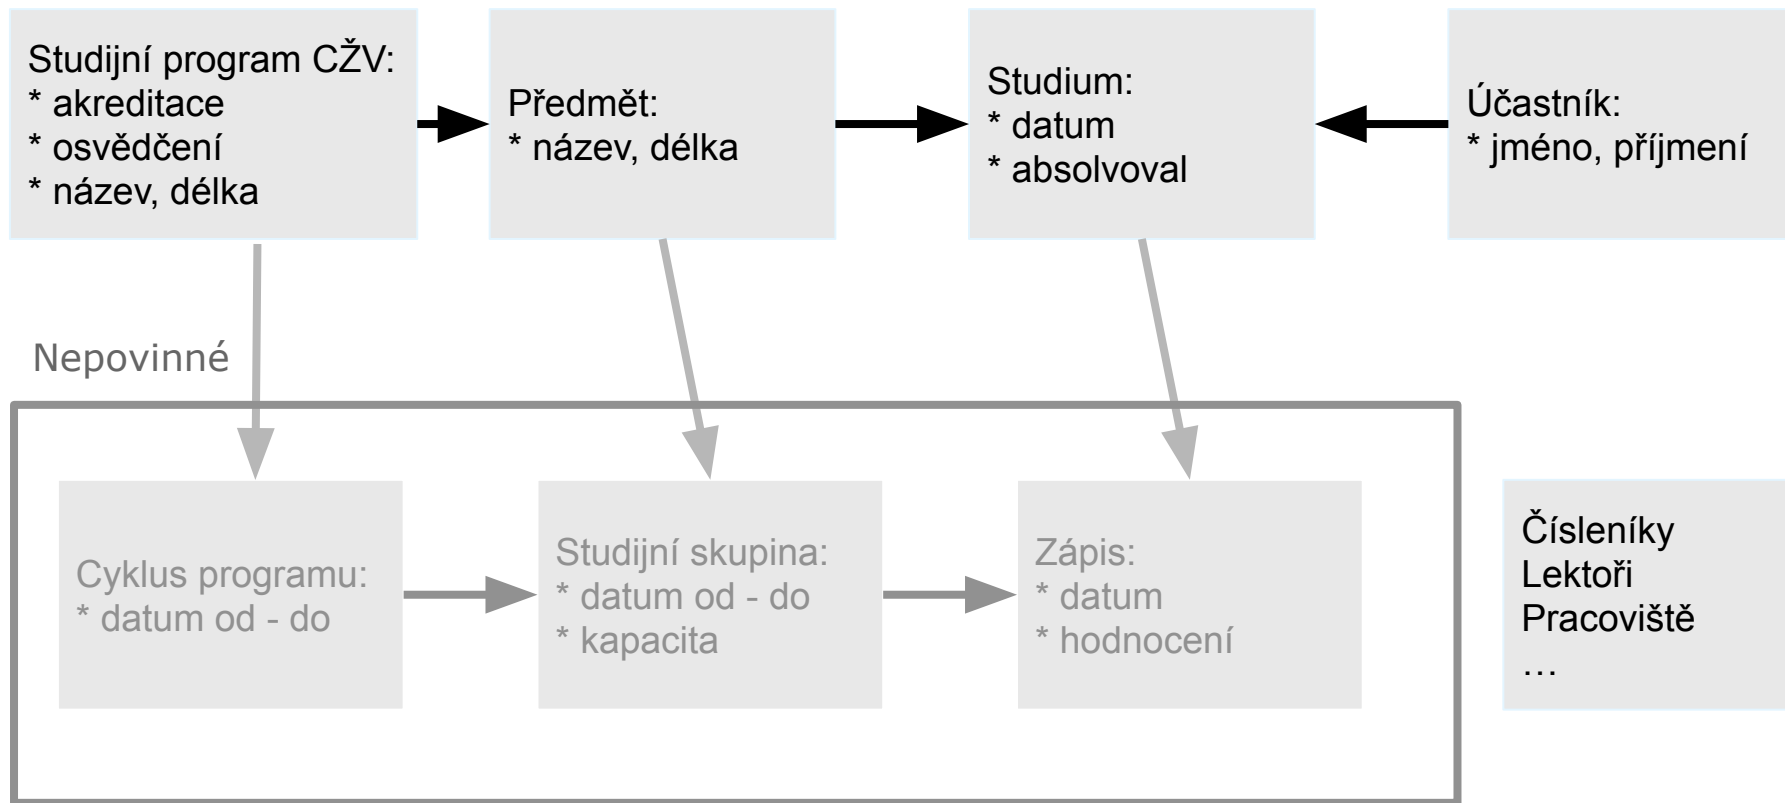 Studijní program CŽV:
* akreditace
* osvědčení
* název, délka
Předmět:
* název, délka
Studium:
* datum
* absolvoval
Účastník:
* jméno, příjmení
Nepovinné
Cyklus programu:
* datum od - do
Studijní skupina:
* datum od - do
* kapacita
Zápis:
* datum
* hodnocení
Čísleníky
Lektoři
Pracoviště
…